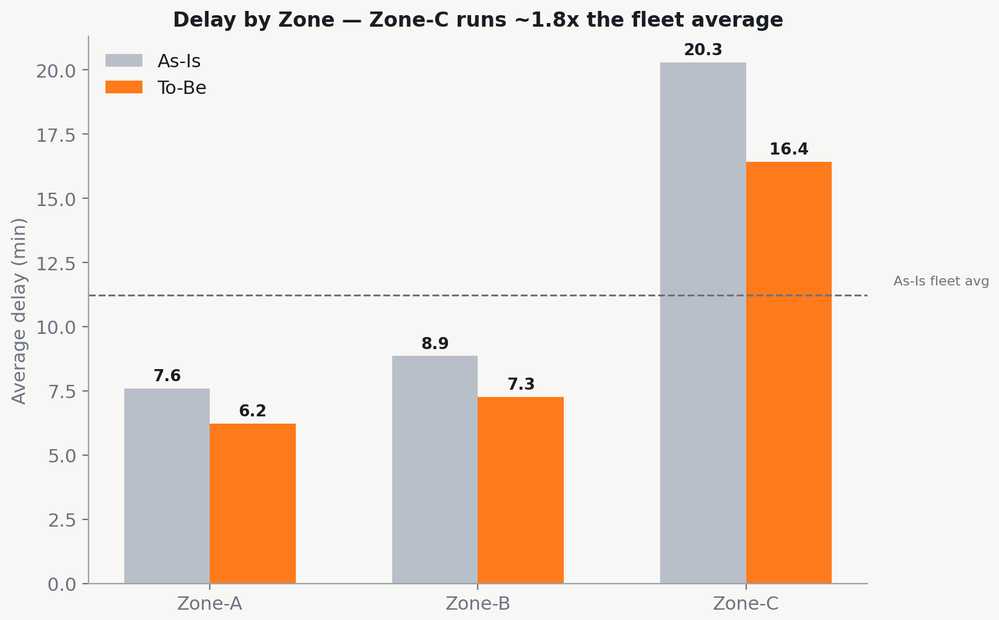 Delay by Zone — Zone-C runs ~1.8x the fleet average
As-Is
To-Be
Average delay (min)
20.0
17.5
15.0
12.5
10.0
7.5
5.0
2.5
0.0
7.6
6.2
8.9
7.3
20.3
16.4
As-Is fleet avg
Zone-A
Zone-B
Zone-C